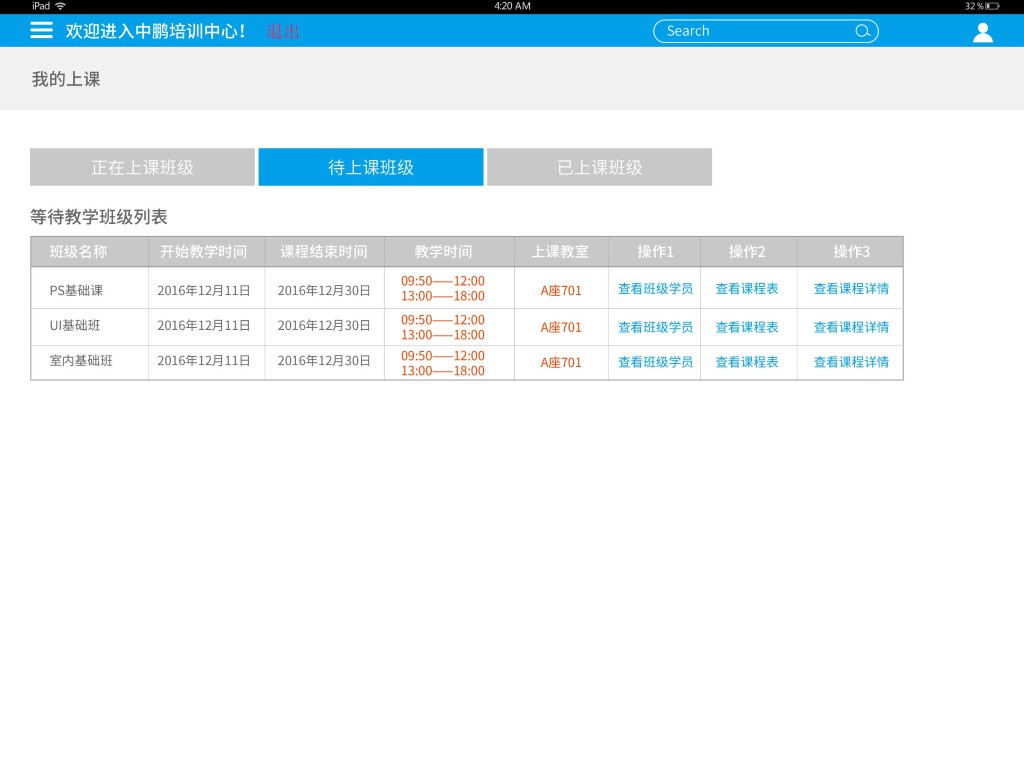 iPad 4:20 AM 32%
欢迎进入中鹏培训中心! 退出 Search
我的上课
正在上课班级 待上课班级 已上课班级
等待教学班级列表
班级名称 开始教学时间 课程结束时间 教学时间 上课教室 操作1 操作2 操作3
PS基础课 2016年12月11日 2016年12月30日 09:50——12:00 13:00——18:00 A座701 查看班级学员 查看课程表 查看课程详情
UI基础班 2016年12月11日 2016年12月30日 09:50——12:00 13:00——18:00 A座701 查看班级学员 查看课程表 查看课程详情
室内基础班 2016年12月11日 2016年12月30日 09:50——12:00 13:00——18:00 A座701 查看班级学员 查看课程表 查看课程详情